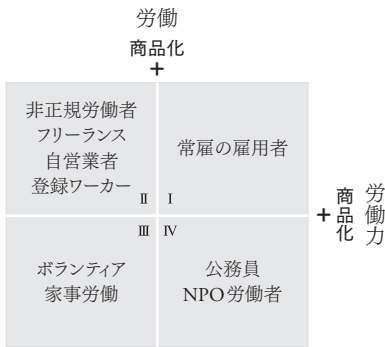 労働
商品化
+
非正規労働者
フリーランス
自営業者
登録ワーカー
II
I
常雇の雇用者
+商品化
労働力
III
IV
ボランティア
家事労働
公務員
NPO労働者